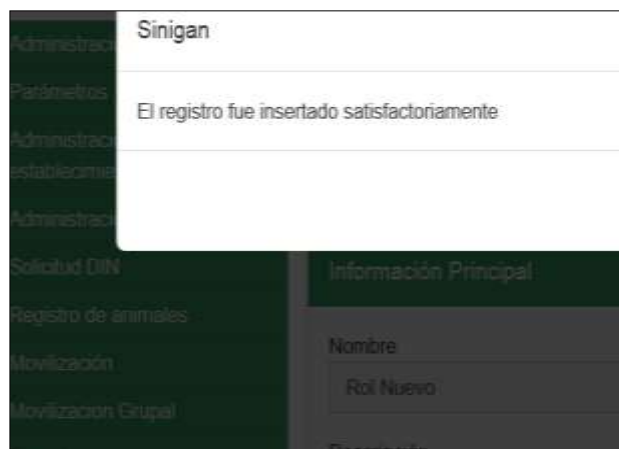 Sinigan
El registro fue insertado satisfactoriamente
Parámetros
Solicitud DIN
Registro de animales
Movilización
Movilizacion Grupal
Información Principal
Nombre
Rol Nuevo